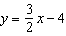 y = 3/2 x − 4